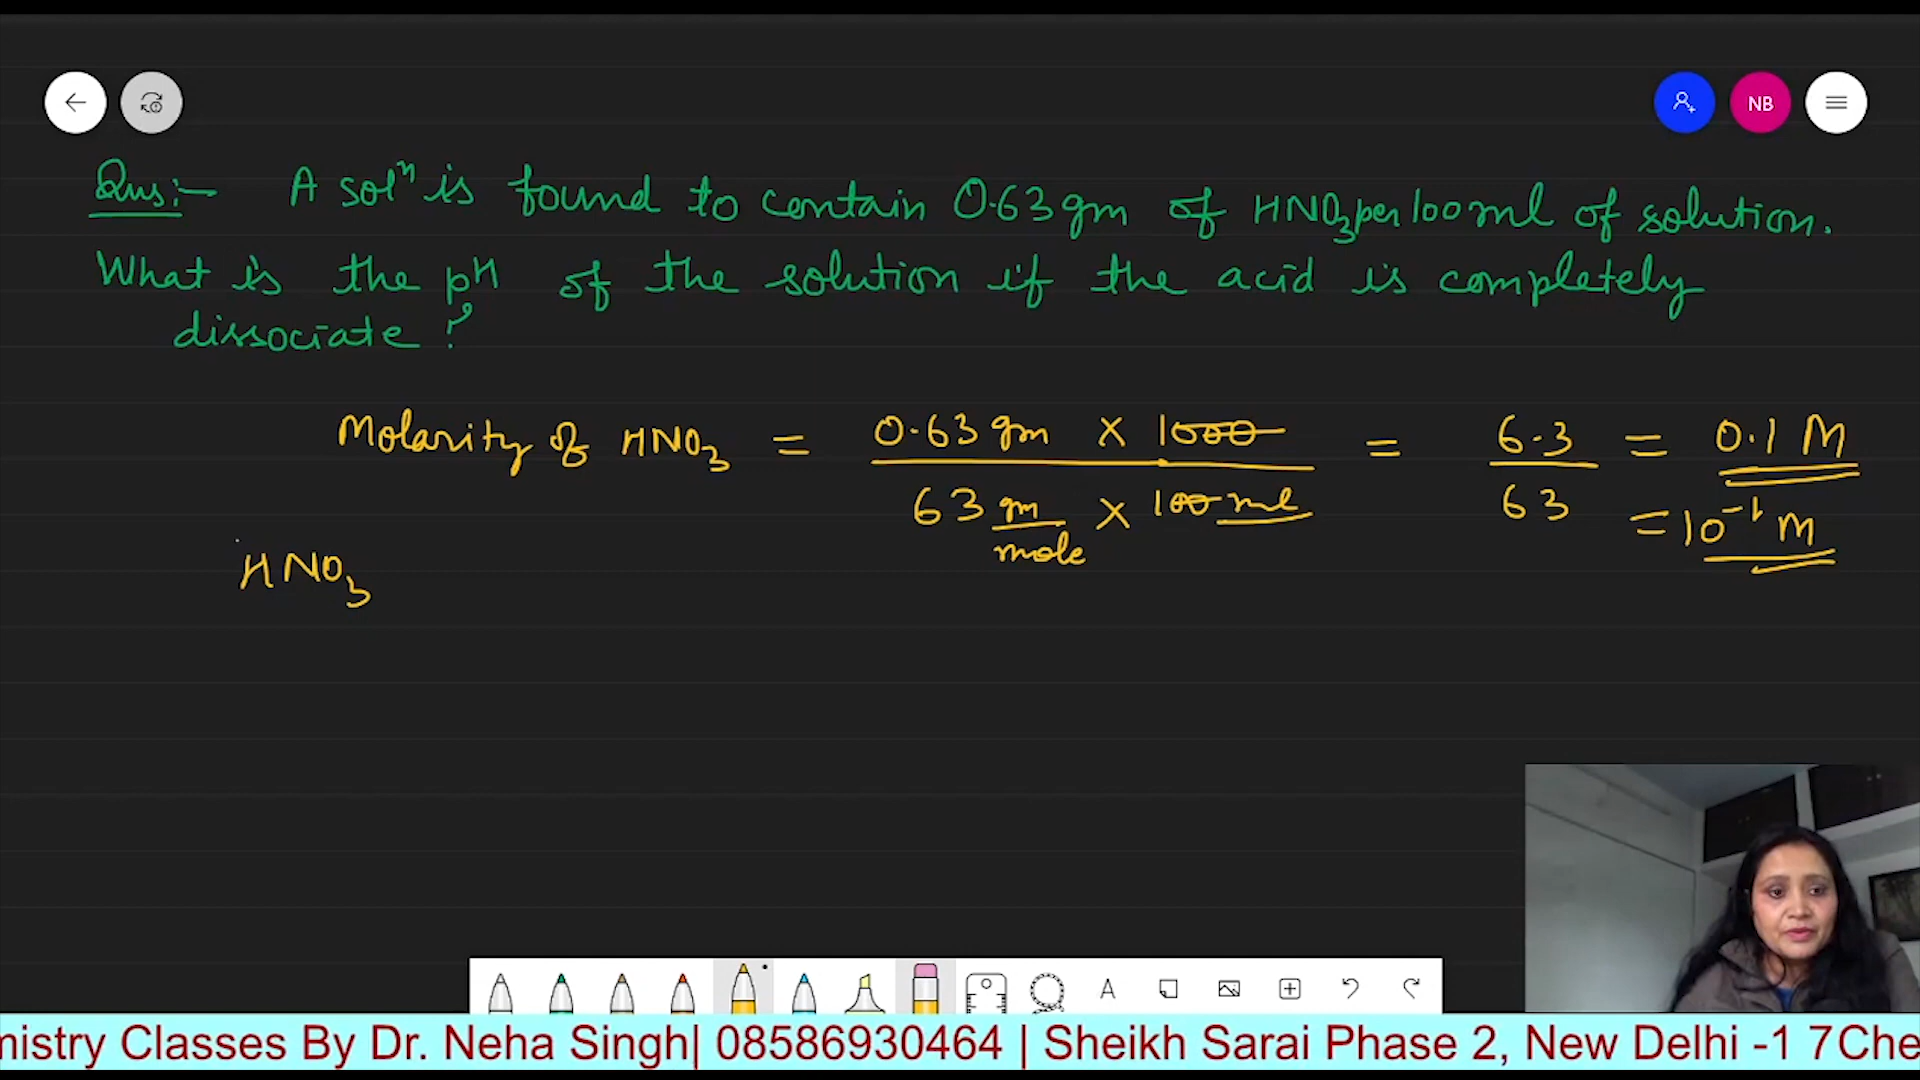 NB
Qus:- A solⁿ is found to contain 0.63 gm of HNO₃ per 100 ml of solution.
What is the pH of the solution if the acid is completely
dissociate ?
Molarity of HNO₃ = 0.63 gm × 1000 / 63 gm/mole × 100 ml = 6.3 / 63 = 0.1 M
= 10⁻¹ M
HNO₃
A
mistry Classes By Dr. Neha Singh| 08586930464 | Sheikh Sarai Phase 2, New Delhi -1 7Che